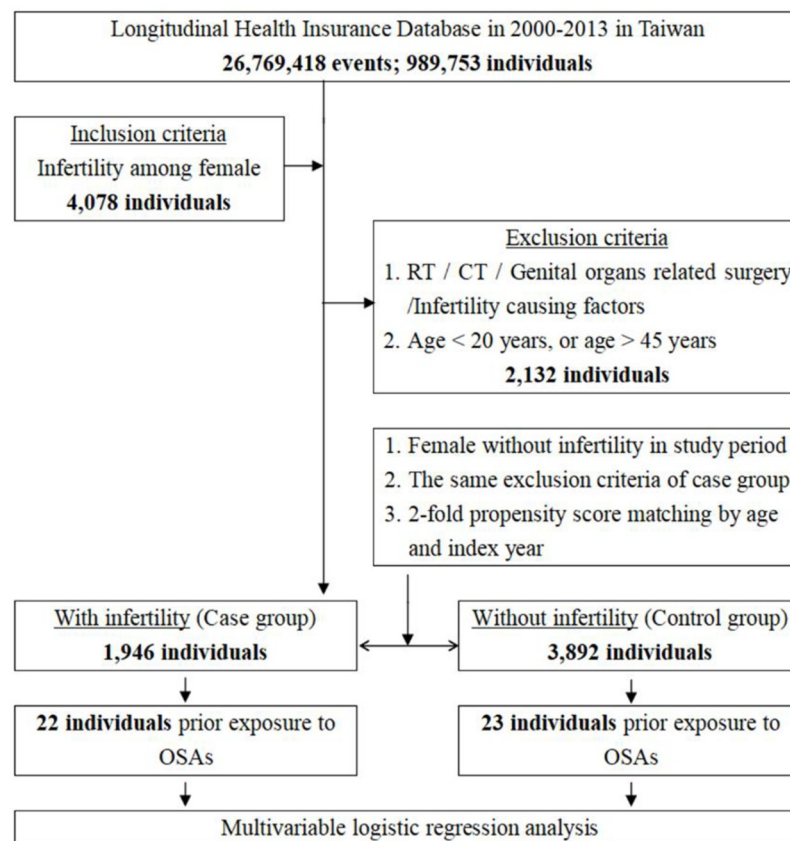 Longitudinal Health Insurance Database in 2000-2013 in Taiwan
26,769,418 events; 989,753 individuals
Inclusion criteria
Infertility among female
4,078 individuals
Exclusion criteria
1. RT / CT / Genital organs related surgery
/Infertility causing factors
2. Age < 20 years, or age > 45 years
2,132 individuals
1. Female without infertility in study period
2. The same exclusion criteria of case group
3. 2-fold propensity score matching by age
and index year
With infertility (Case group)
1,946 individuals
Without infertility (Control group)
3,892 individuals
22 individuals prior exposure to
OSAs
23 individuals prior exposure to
OSAs
Multivariable logistic regression analysis